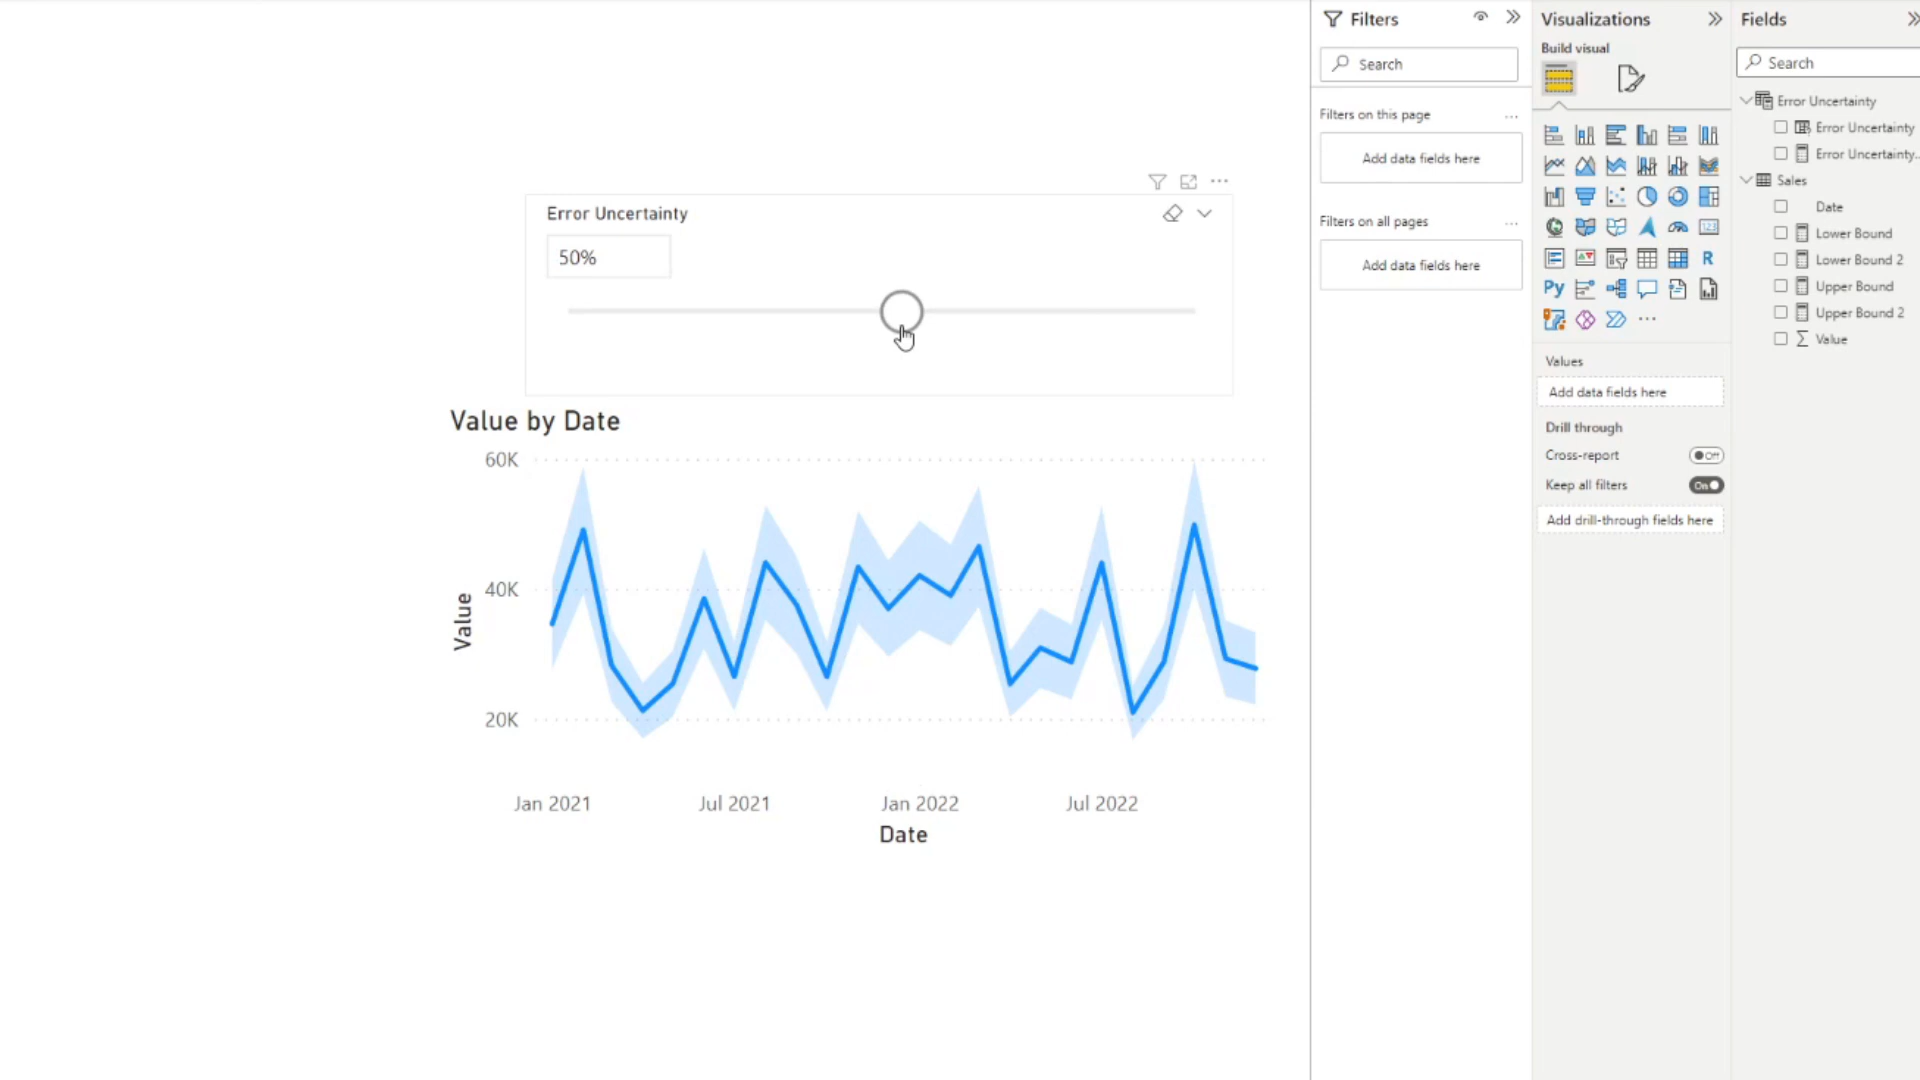 Filters
Search
Filters on this page
...
Add data fields here
Filters on all pages
...
Add data fields here
Visualizations
Build visual
123
R
Py
...
Values
Add data fields here
Drill through
Cross-report
Off
Keep all filters
On
Add drill-through fields here
Fields
Search
Error Uncertainty
Error Uncertainty
Error Uncertainty...
Sales
Date
Lower Bound
Lower Bound 2
Upper Bound
Upper Bound 2
Σ Value
...
Error Uncertainty
50%
Value by Date
60K
40K
20K
Value
Jan 2021 Jul 2021 Jan 2022 Jul 2022
Date